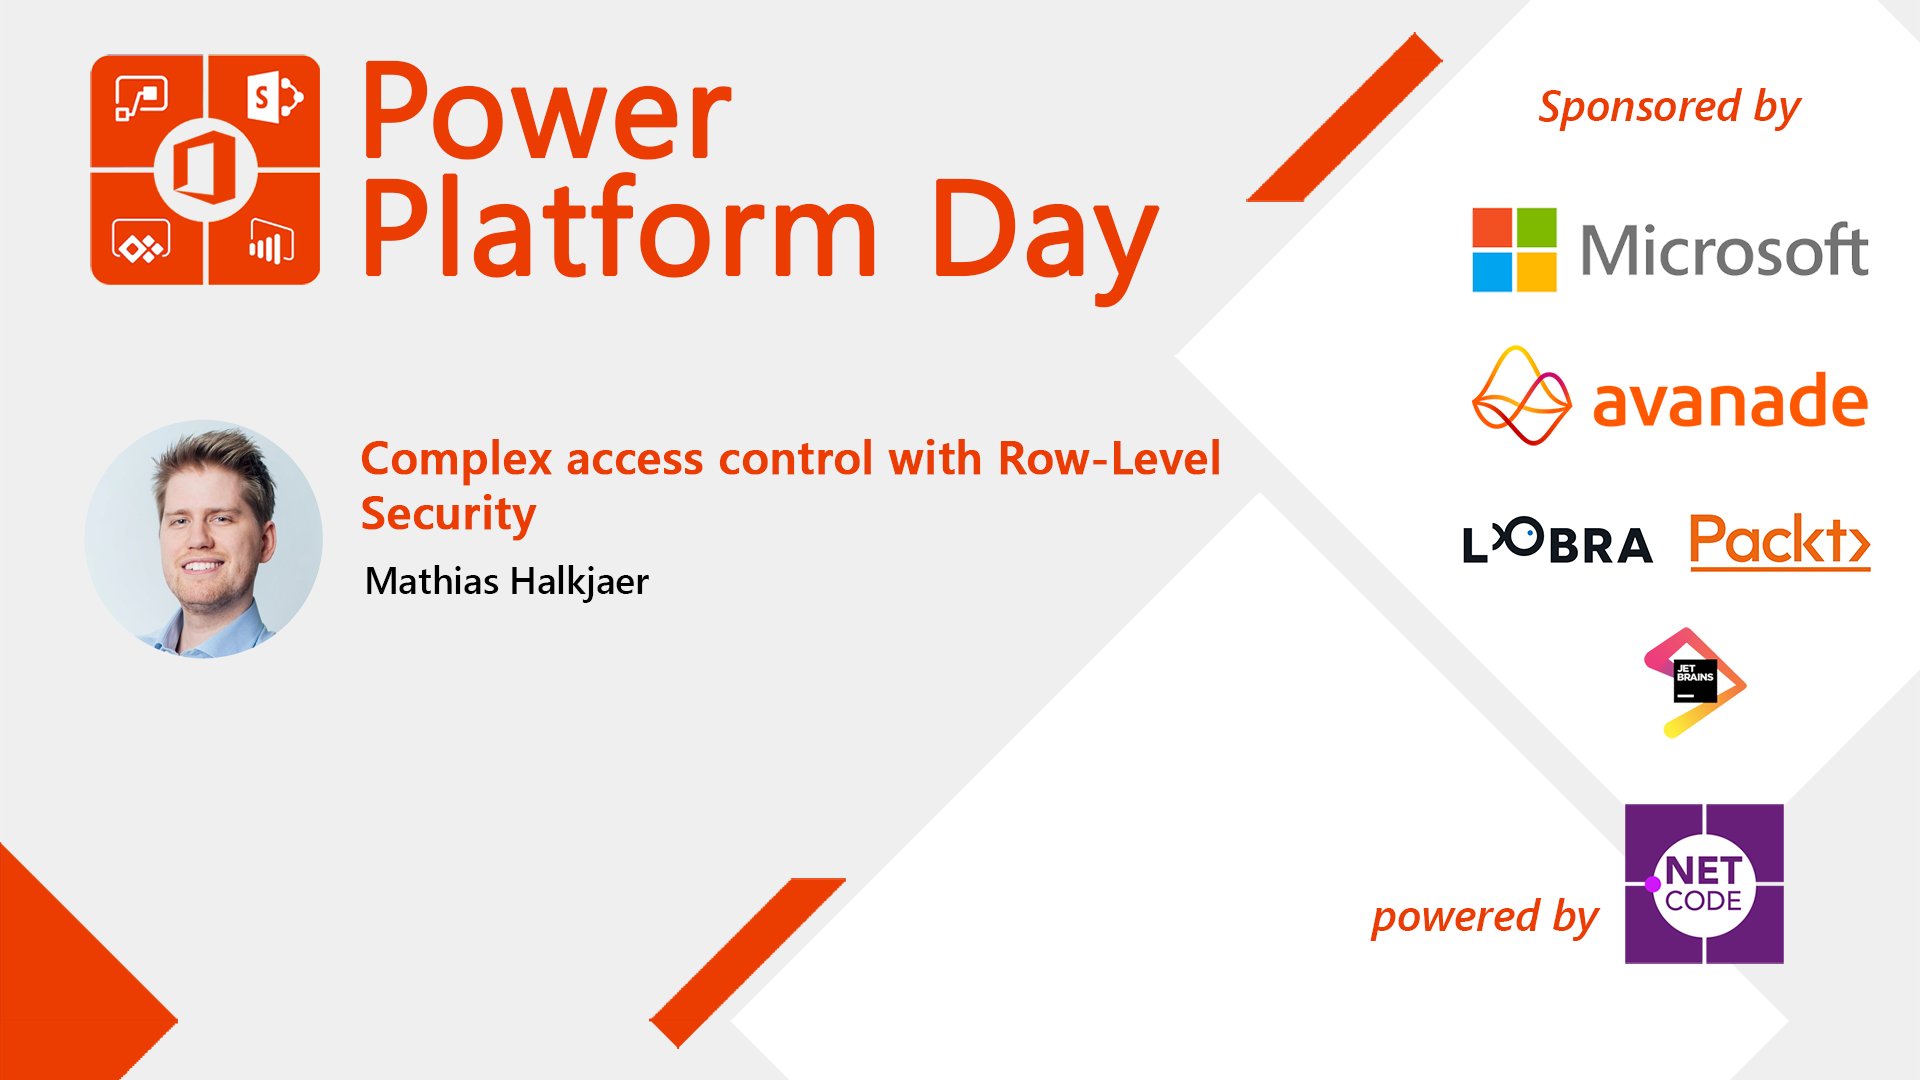 Power
Platform Day
S
Complex access control with Row-Level
Security
Mathias Halkjaer
Sponsored by
Microsoft
avanade
LOBRA
Packt>
JET
BRAINS
powered by
.NET
CODE